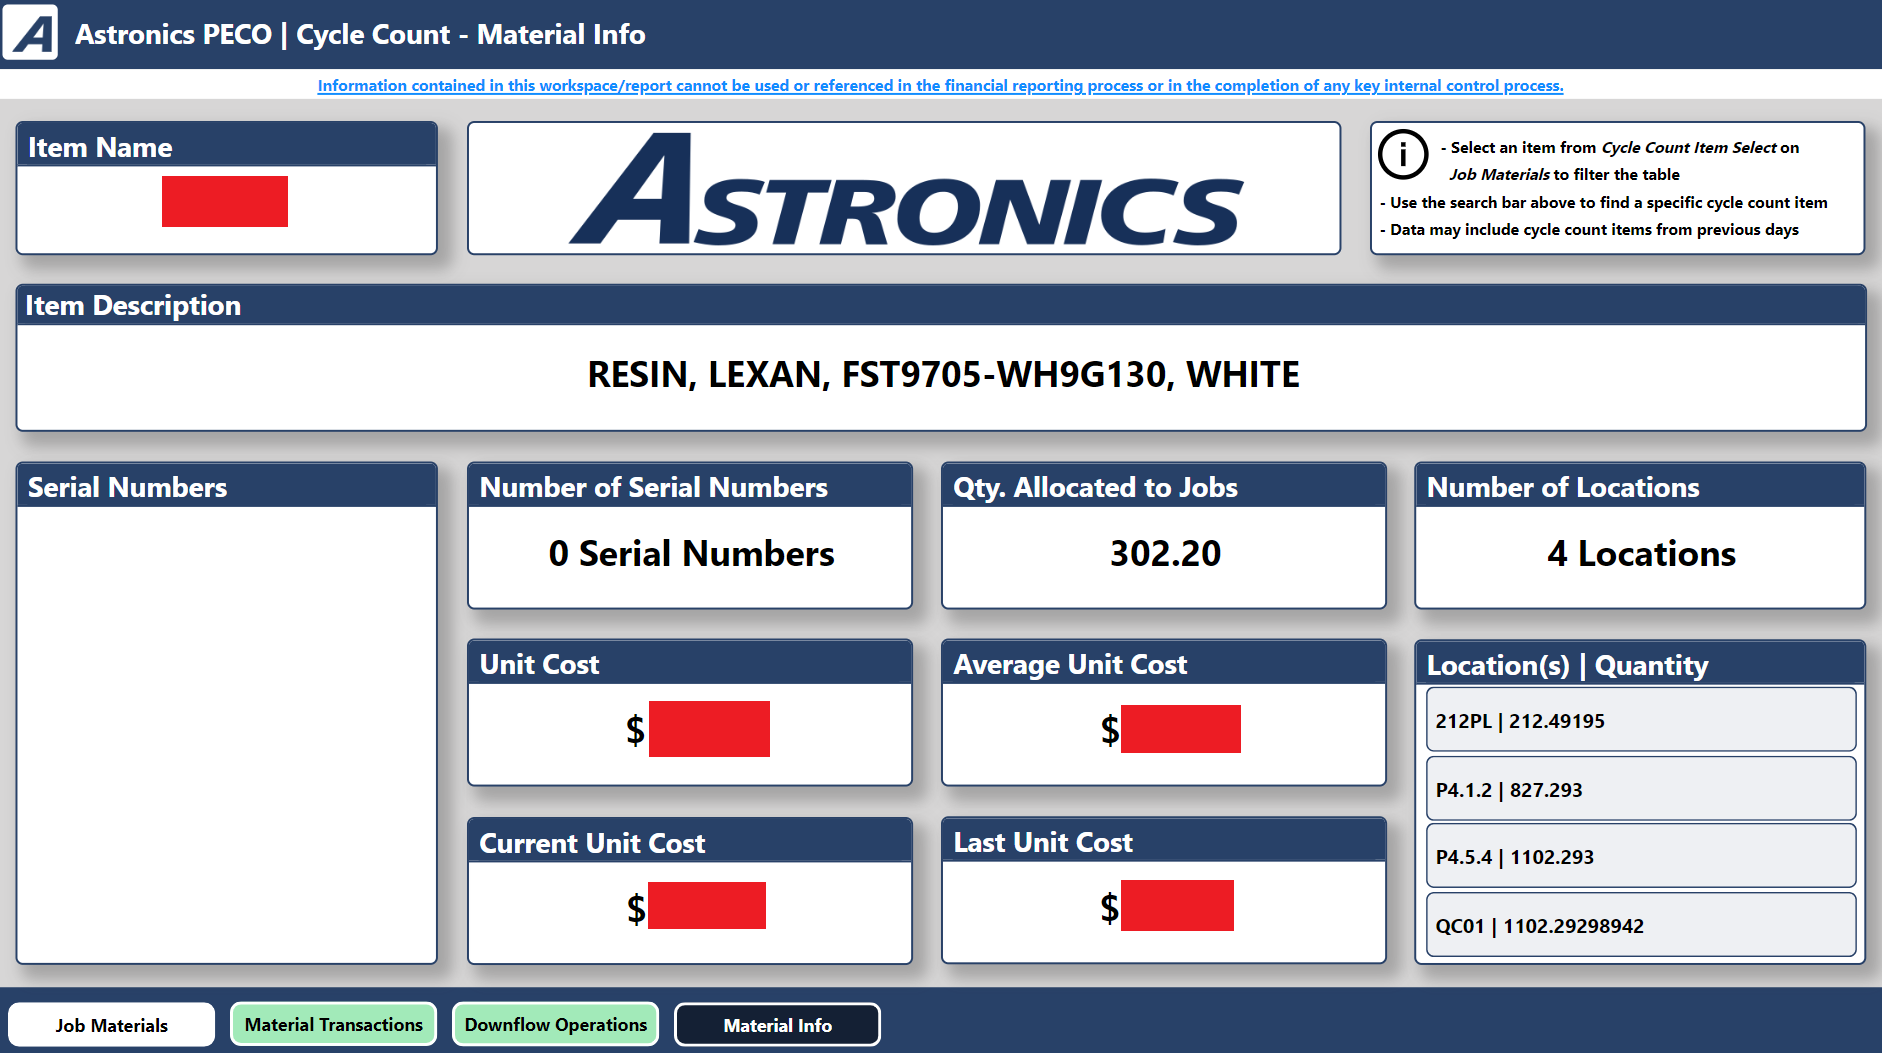 Astronics PECO | Cycle Count - Material Info
Information contained in this workspace/report cannot be used or referenced in the financial reporting process or in the completion of any key internal control process.
Item Name
ASTRONICS
- Select an item from Cycle Count Item Select on
Job Materials to filter the table
- Use the search bar above to find a specific cycle count item
- Data may include cycle count items from previous days
Item Description
RESIN, LEXAN, FST9705-WH9G130, WHITE
Serial Numbers
Number of Serial Numbers
0 Serial Numbers
Qty. Allocated to Jobs
302.20
Number of Locations
4 Locations
Unit Cost
$
Average Unit Cost
$
Location(s) | Quantity
212PL | 212.49195
P4.1.2 | 827.293
P4.5.4 | 1102.293
QC01 | 1102.29298942
Current Unit Cost
$
Last Unit Cost
$
Job Materials
Material Transactions
Downflow Operations
Material Info